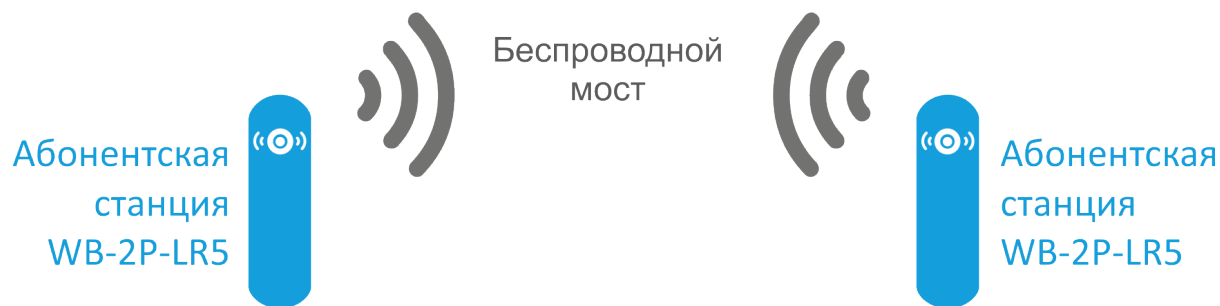 Беспроводной
мост
Абонентская
станция
WB-2P-LR5
Абонентская
станция
WB-2P-LR5